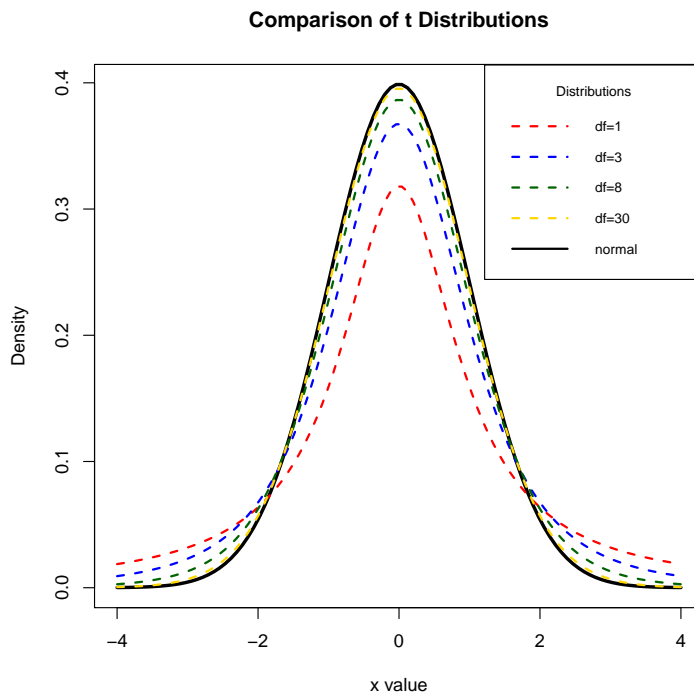 Comparison of t Distributions
Distributions
df=1
df=3
df=8
df=30
normal
Density
0.0
0.1
0.2
0.3
0.4
−4
−2
0
2
4
x value